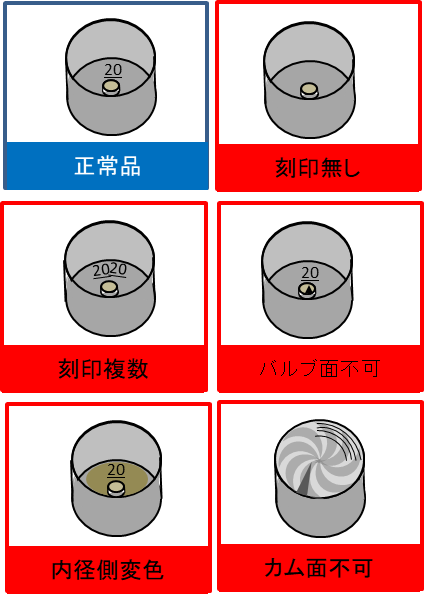 20
正常品
刻印無し
2020
刻印複数
20
バルブ面不可
20
内径側変色
カム面不可